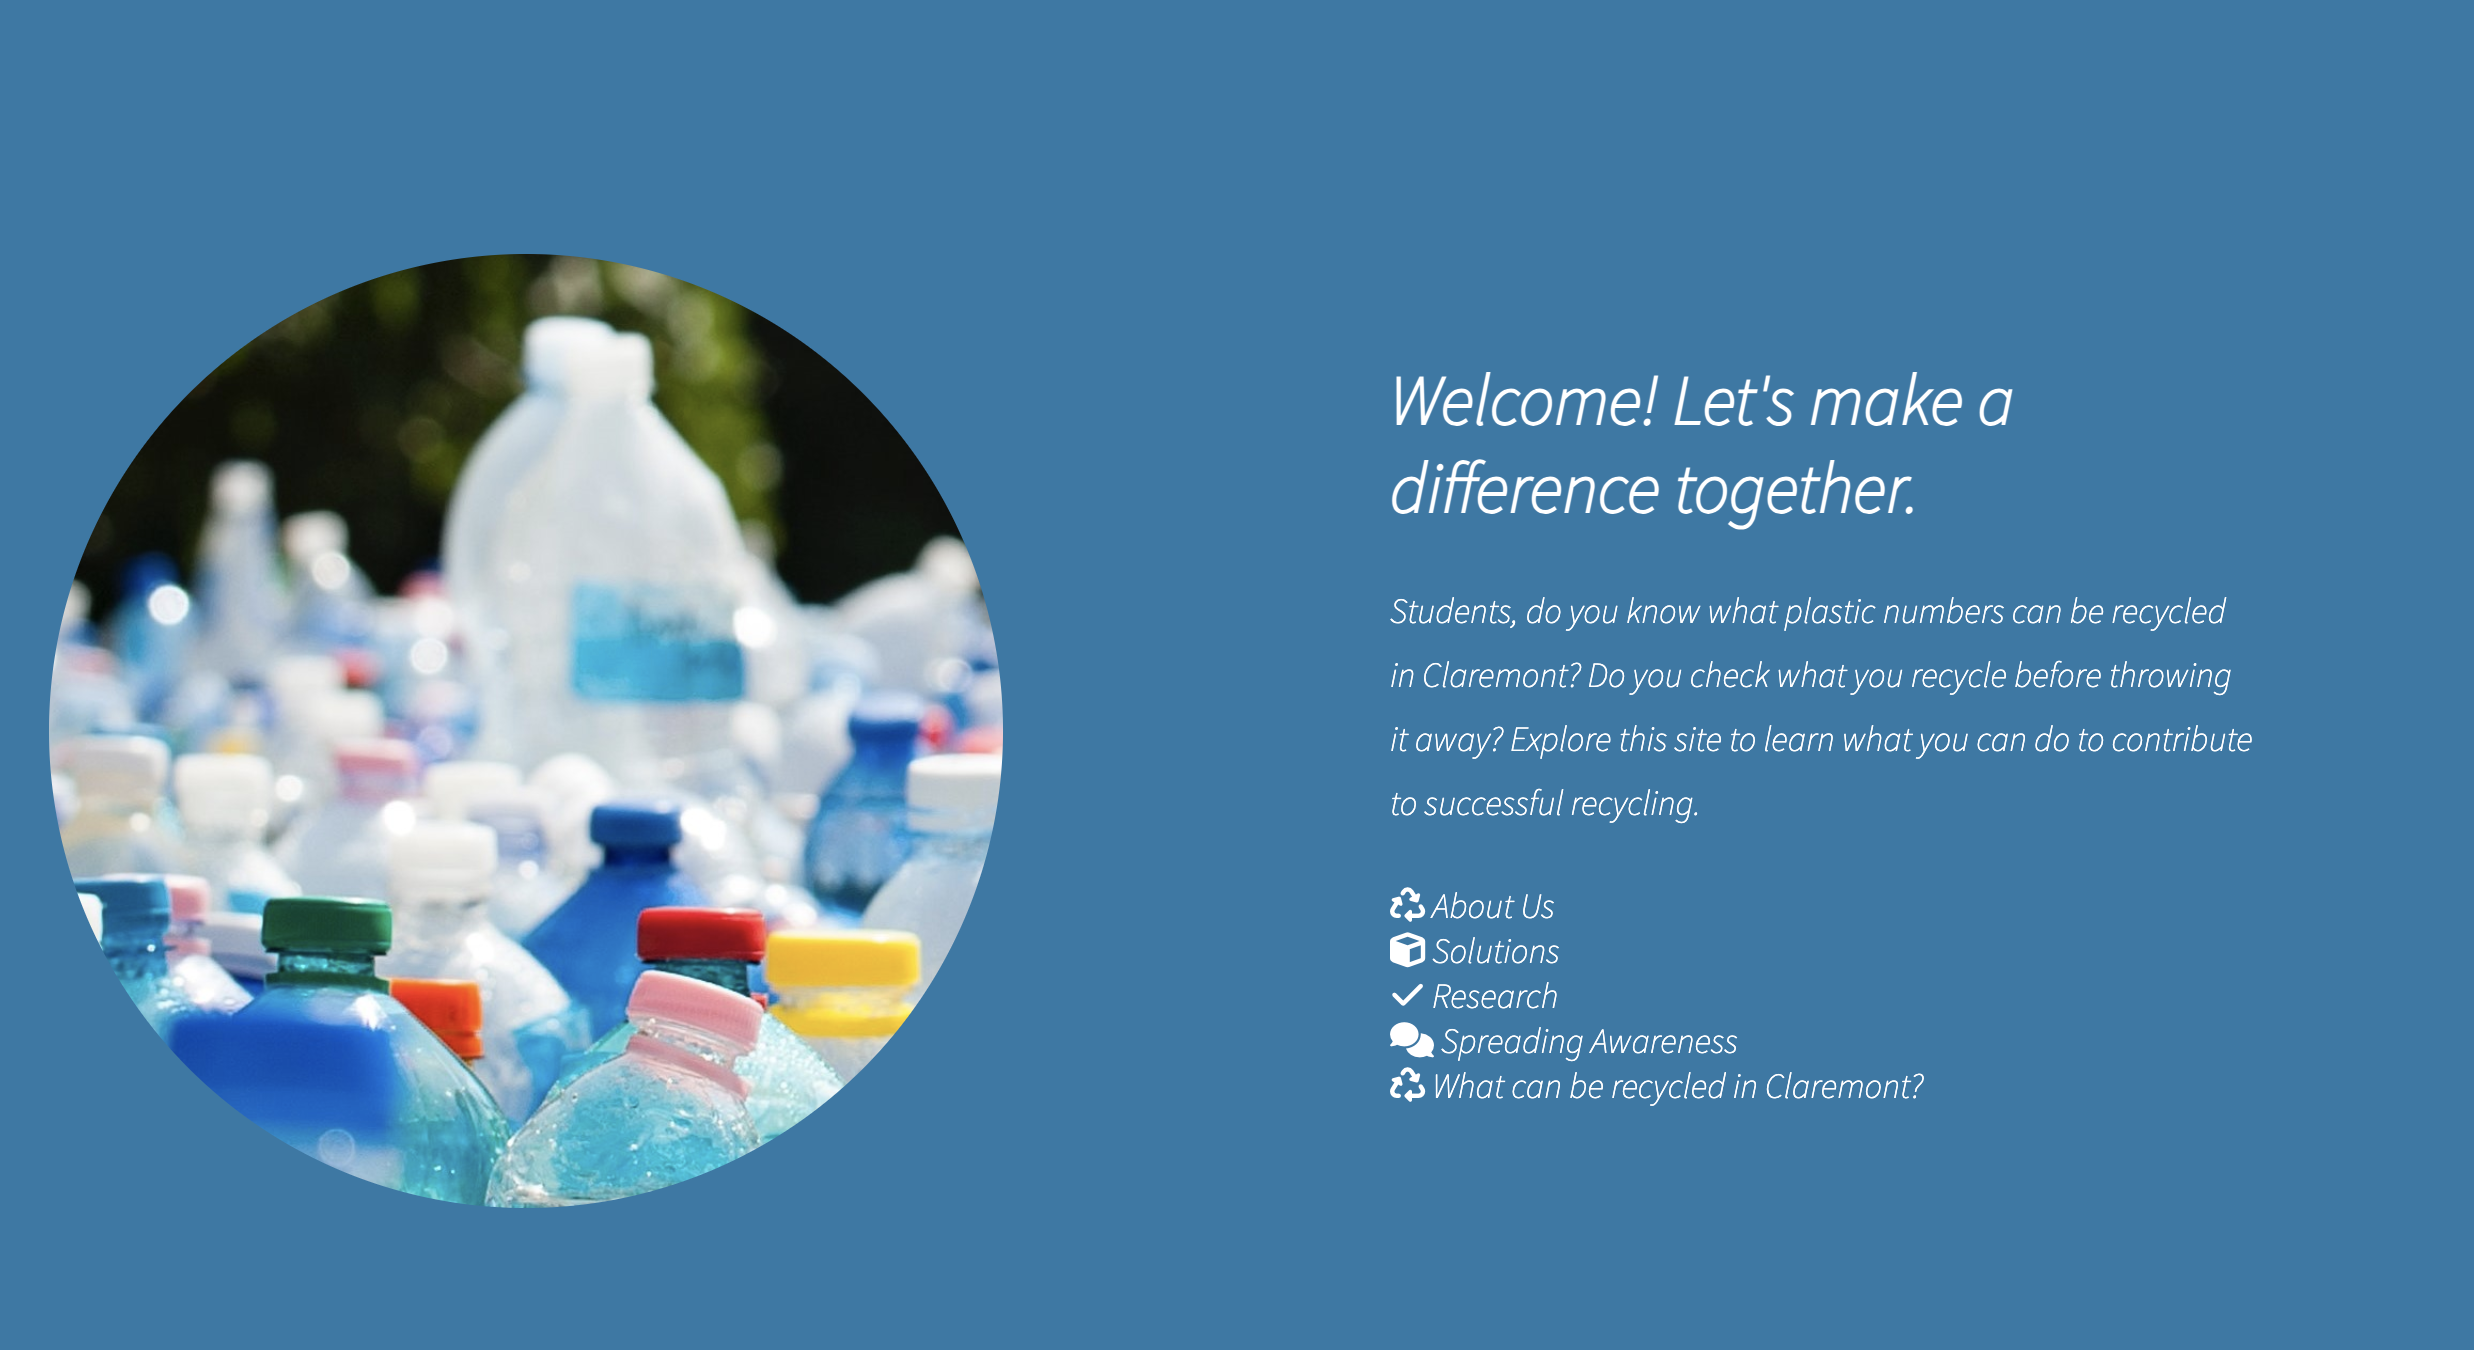 Welcome! Let's make a
difference together.
Students, do you know what plastic numbers can be recycled
in Claremont? Do you check what you recycle before throwing
it away? Explore this site to learn what you can do to contribute
to successful recycling.
About Us
Solutions
Research
Spreading Awareness
What can be recycled in Claremont?